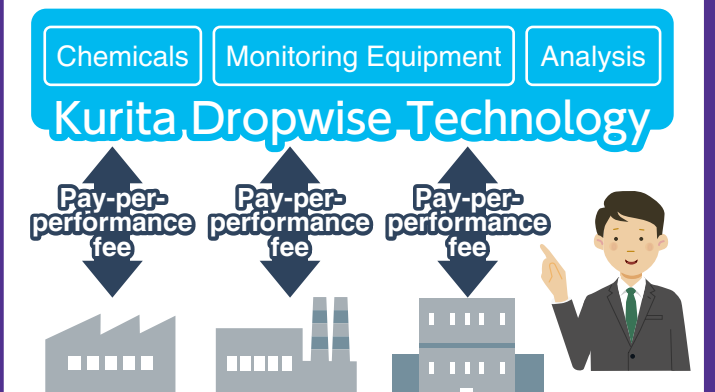 Chemicals
Monitoring Equipment
Analysis
Kurita Dropwise Technology
Pay-per-
performance
fee
Pay-per-
performance
fee
Pay-per-
performance
fee